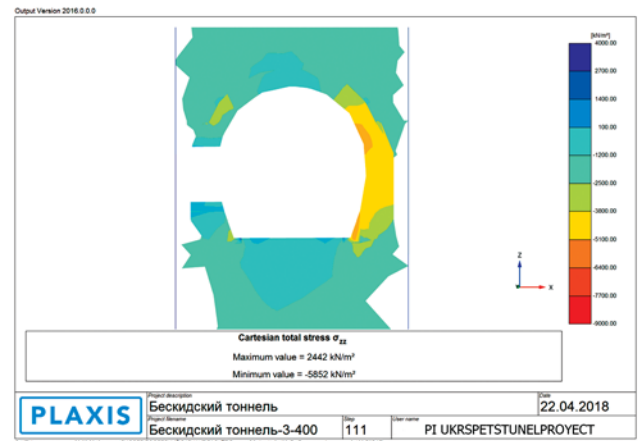 Output Version 2016.0.0.0
[kN/m²]
4000.00
2700.00
1400.00
100.00
-1200.00
-2500.00
-3800.00
-5100.00
-6400.00
-7700.00
-9000.00
z
x
Cartesian total stress σzz
Maximum value = 2442 kN/m²
Minimum value = -5852 kN/m²
PLAXIS
Project description
Бескидский тоннель
Date
22.04.2018
Project filename
Бескидский тоннель-3-400
Step
111
User name
PI UKRSPETSTUNELPROYECT